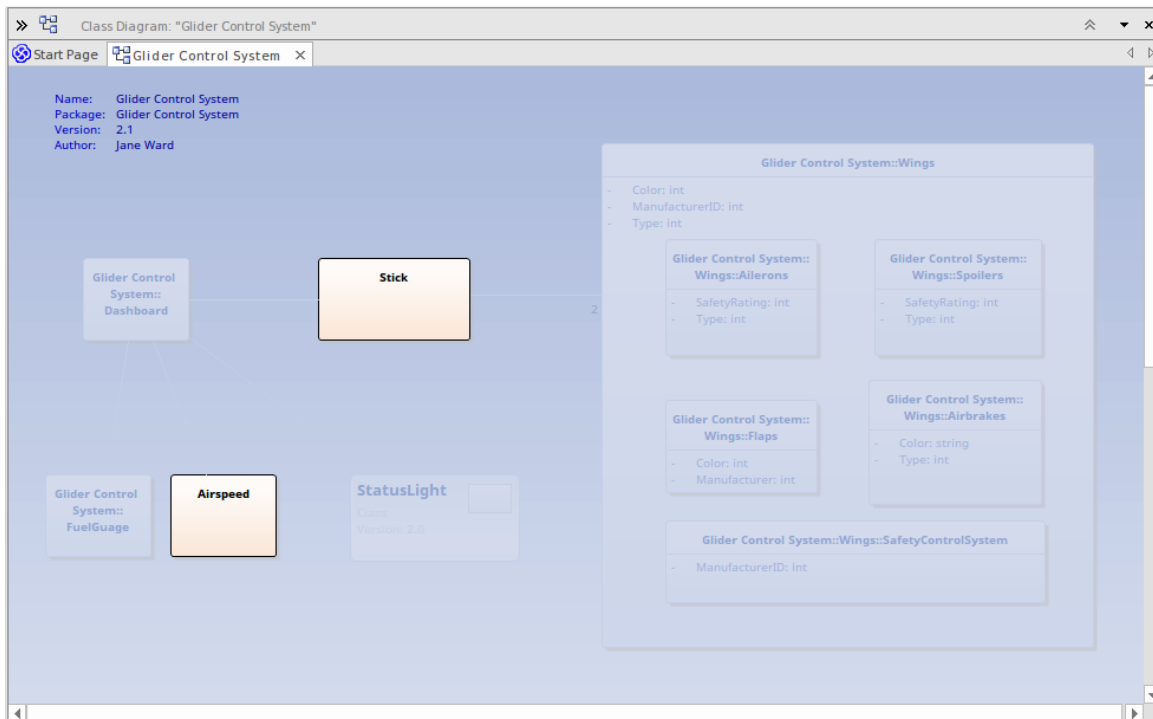 Class Diagram: "Glider Control System"
Start Page
Glider Control System
Name: Glider Control System
Package: Glider Control System
Version: 2.1
Author: Jane Ward
Glider Control System::Wings
- Color: int
- ManufacturerID: int
- Type: int
Glider Control
System::
Dashboard
Stick
2
Glider Control System::
Wings::Ailerons
- SafetyRating: int
- Type: int
Glider Control System::
Wings::Spoilers
- SafetyRating: int
- Type: int
Glider Control System::
Wings::Flaps
- Color: int
- Manufacturer: int
Glider Control System::
Wings::Airbrakes
- Color: string
- Type: int
Glider Control
System::
FuelGuage
Airspeed
StatusLight
Class
Version: 2.0
Glider Control System::Wings::SafetyControlSystem
- ManufacturerID: int